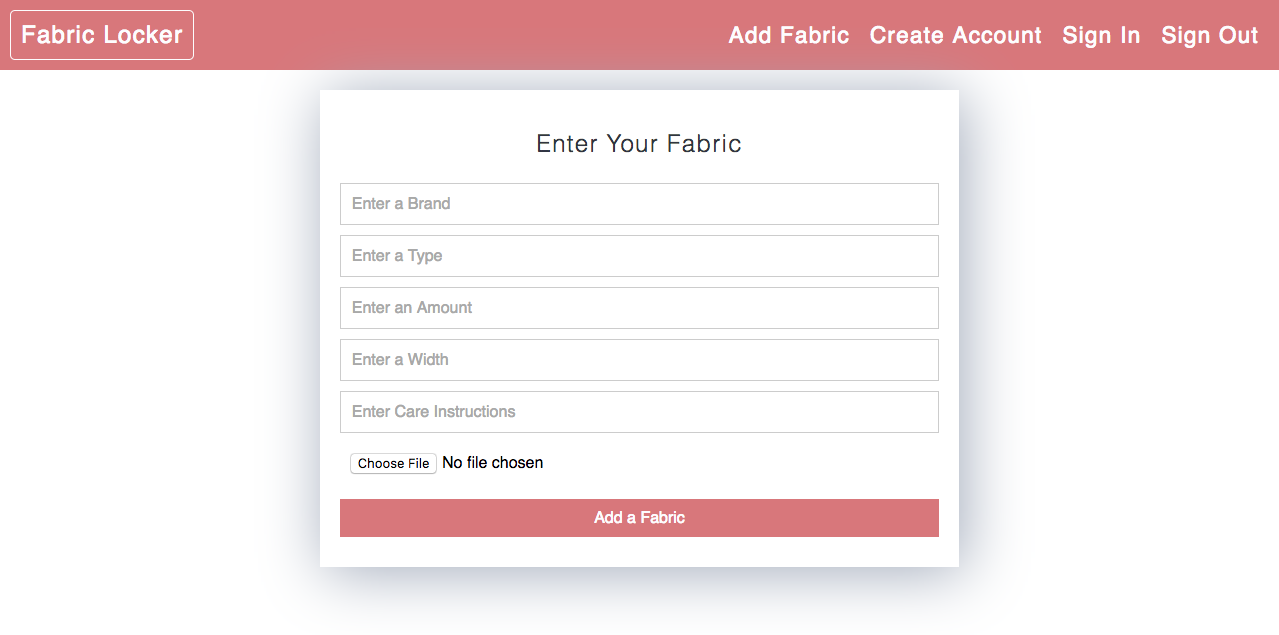 Fabric Locker Add Fabric Create Account Sign In Sign Out
Enter Your Fabric
Enter a Brand
Enter a Type
Enter an Amount
Enter a Width
Enter Care Instructions
Choose File No file chosen
Add a Fabric